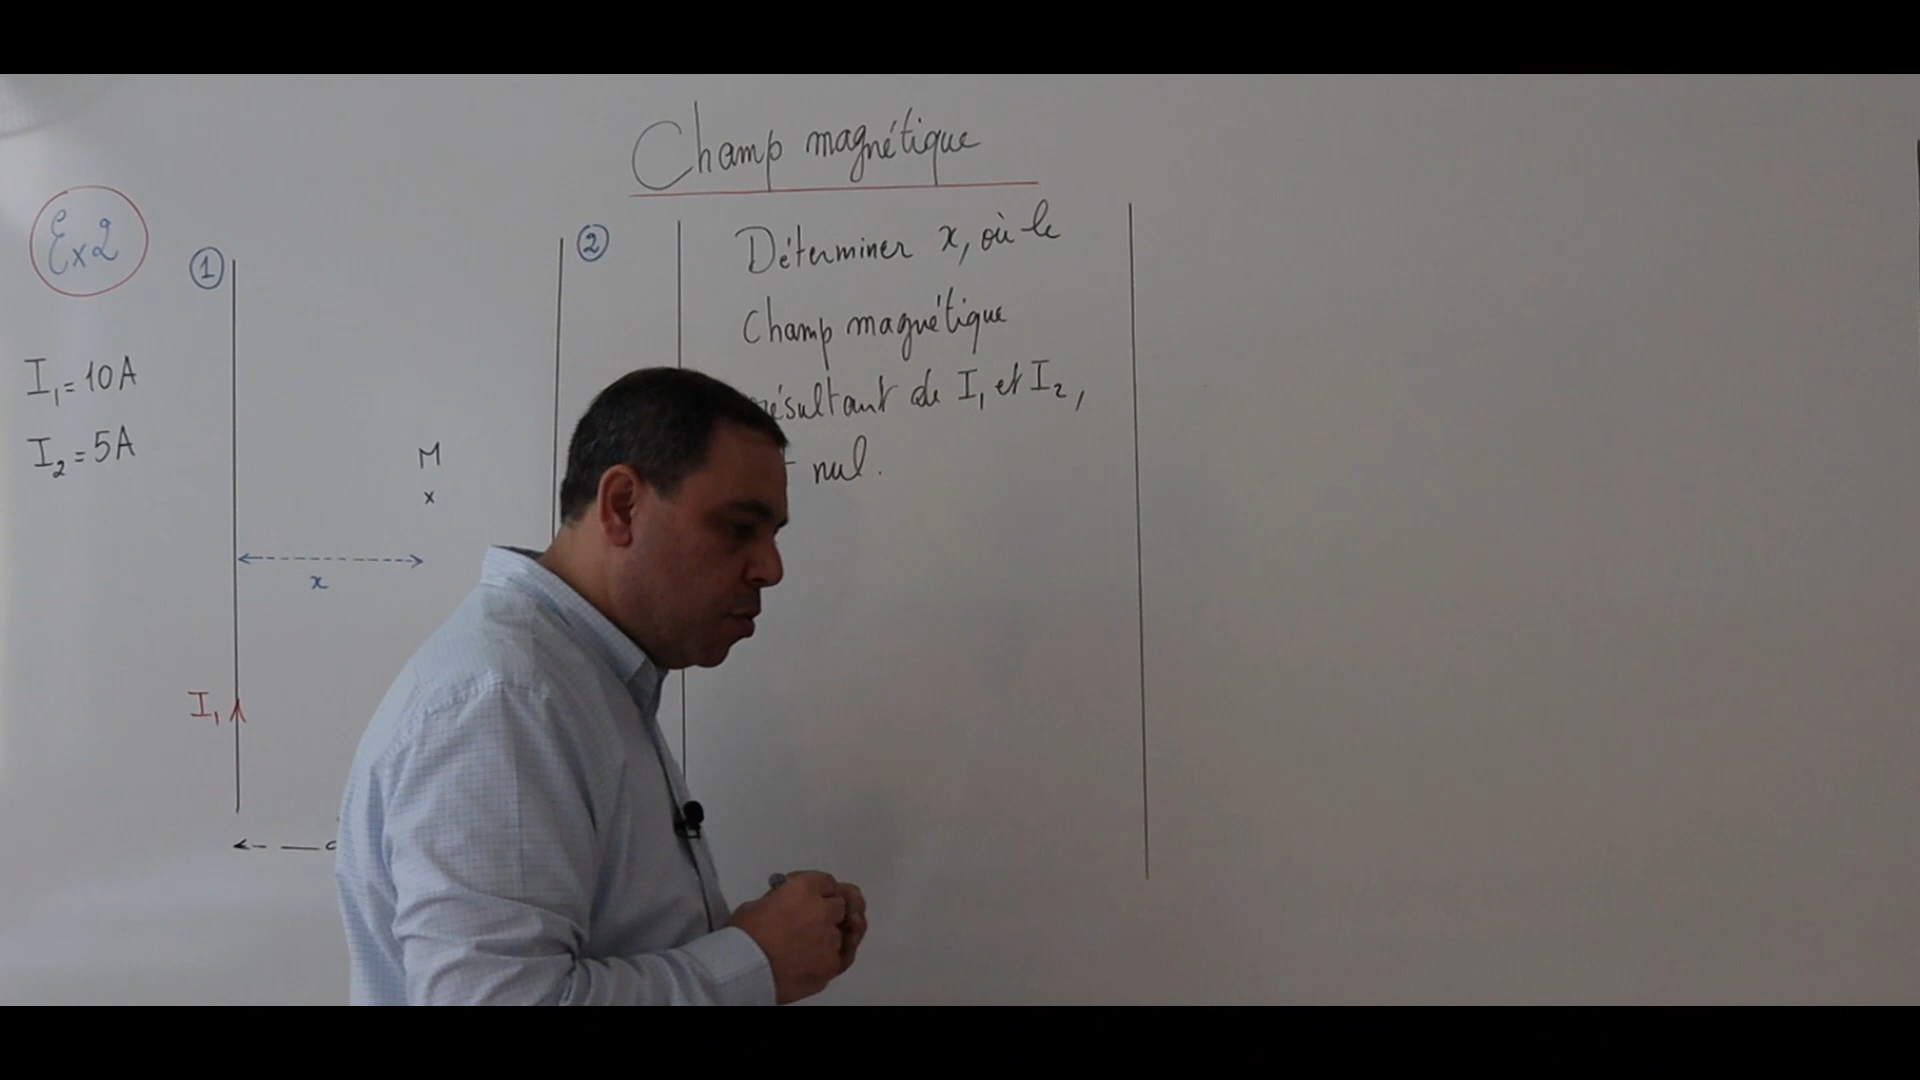 Champ magnétique
Ex2
1
2
I₁ = 10A
I₂ = 5A
M
x
x
I₁
Déterminer x, où le
Champ magnétique
résultant de I₁ et I₂,
nul.